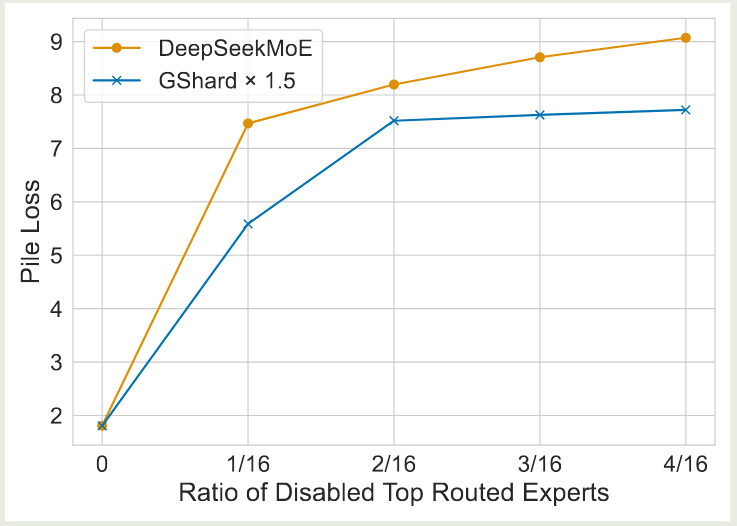 DeepSeekMoE
GShard × 1.5
9
8
7
6
5
4
3
2
Pile Loss
0 1/16 2/16 3/16 4/16
Ratio of Disabled Top Routed Experts